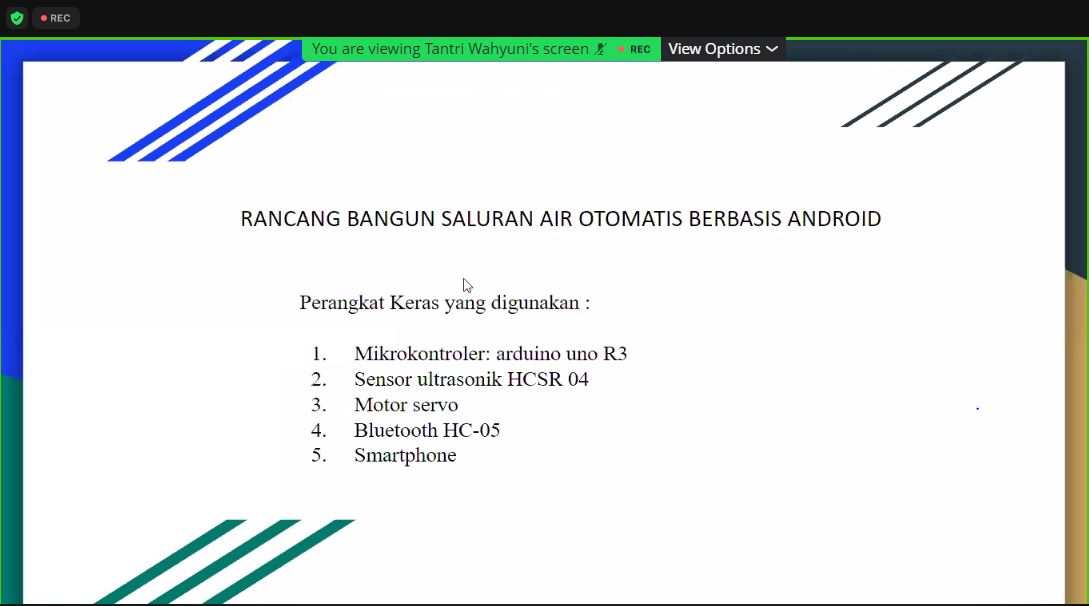 REC
You are viewing Tantri Wahyuni's screen REC View Options
RANCANG BANGUN SALURAN AIR OTOMATIS BERBASIS ANDROID
Perangkat Keras yang digunakan :
1. Mikrokontroler: arduino uno R3
2. Sensor ultrasonik HCSR 04
3. Motor servo
4. Bluetooth HC-05
5. Smartphone